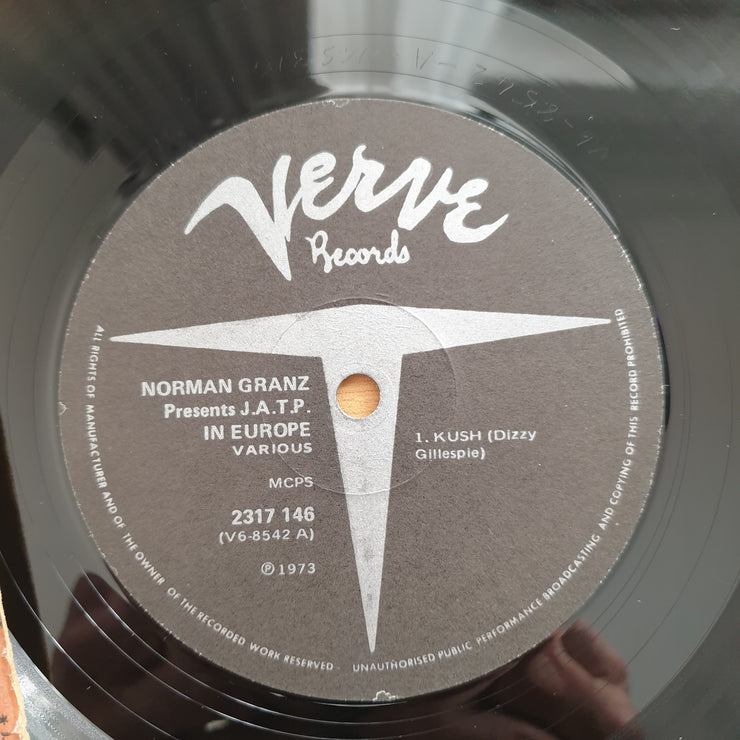 Verve
Records
NORMAN GRANZ
Presents J.A.T.P.
IN EUROPE
VARIOUS
MCPS
2317 146
(V6-8542 A)
℗ 1973
1. KUSH (Dizzy
Gillespie)
ALL RIGHTS OF MANUFACTURER AND OF THE OWNER OF THE RECORDED WORK RESERVED - UNAUTHORISED PUBLIC PERFORMANCE BROADCASTING AND COPYING OF THIS RECORD PROHIBITED